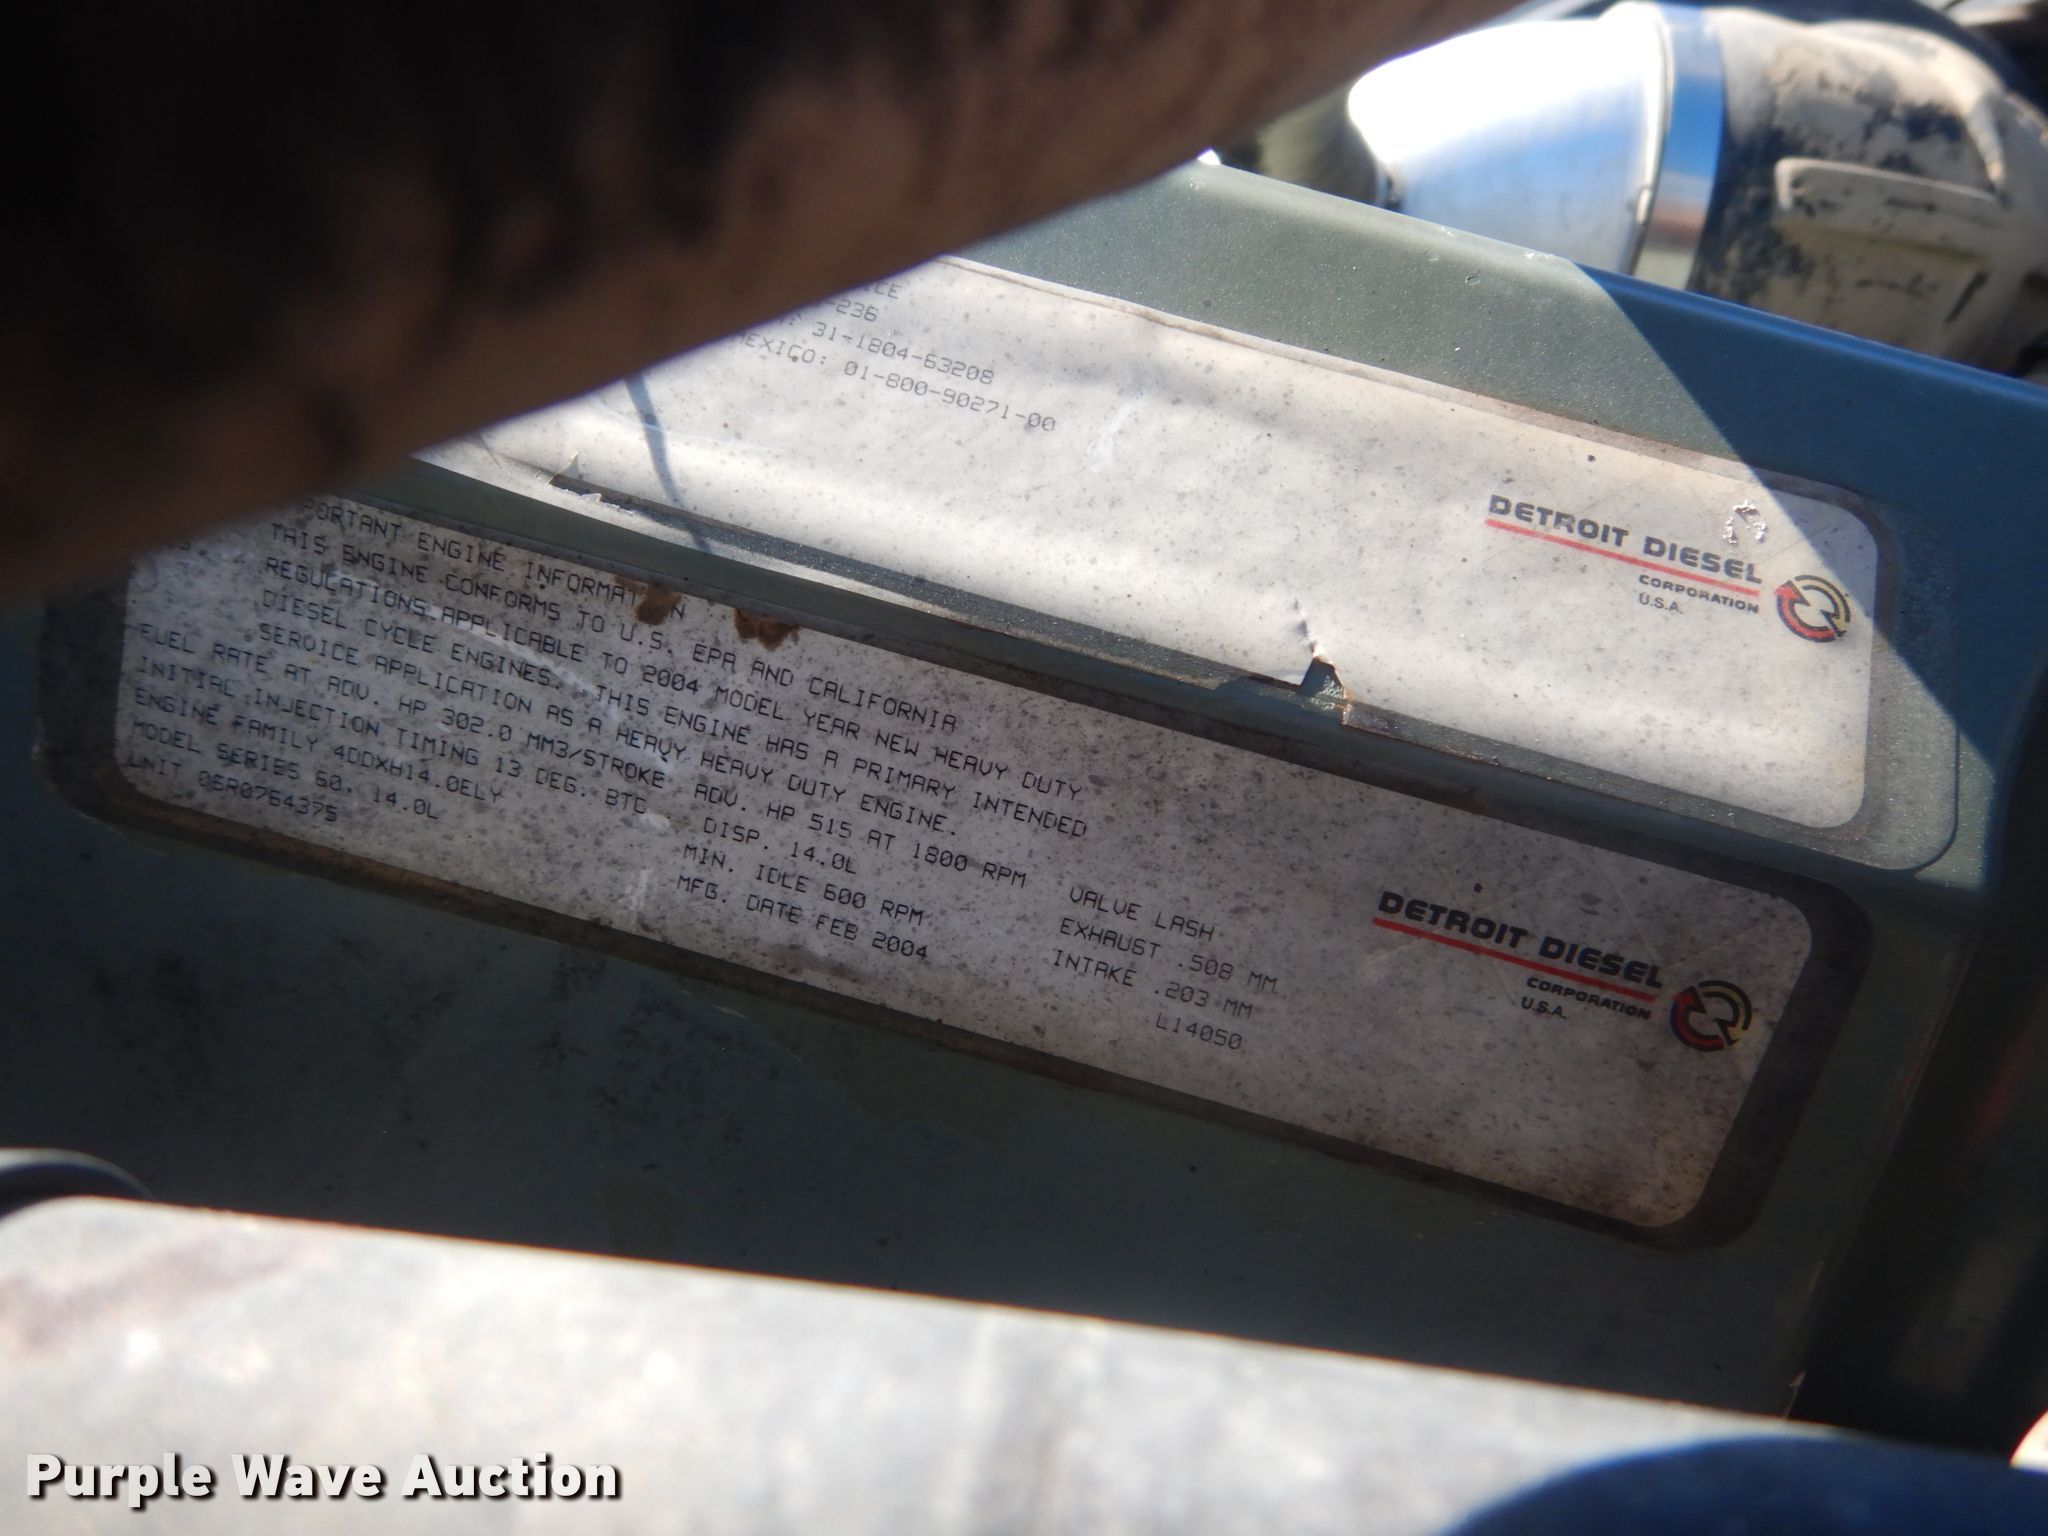 -236
31-1804-63208
MEXICO: 01-800-90271-00
DETROIT DIESEL
CORPORATION
U.S.A.
IMPORTANT ENGINE INFORMATION
THIS ENGINE CONFORMS TO U.S. EPA AND CALIFORNIA
REGULATIONS APPLICABLE TO 2004 MODEL YEAR NEW HEAVY DUTY
DIESEL CYCLE ENGINES. THIS ENGINE HAS A PRIMARY INTENDED
SERVICE APPLICATION AS A HEAVY HEAVY DUTY ENGINE.
FUEL RATE AT ADV. HP 302.0 MM3/STROKE ADV. HP 515 AT 1800 RPM
INITIAL INJECTION TIMING 13 DEG. BTC DISP. 14.0L VALVE LASH
ENGINE FAMILY 4DDXH14.0ELY MIN. IDLE 600 RPM EXHAUST .508 MM
MODEL SERIES 60, 14.0L MFG. DATE FEB 2004 INTAKE .203 MM
UNIT 06R0764375 L14050
DETROIT DIESEL
CORPORATION
U.S.A.
Purple Wave Auction